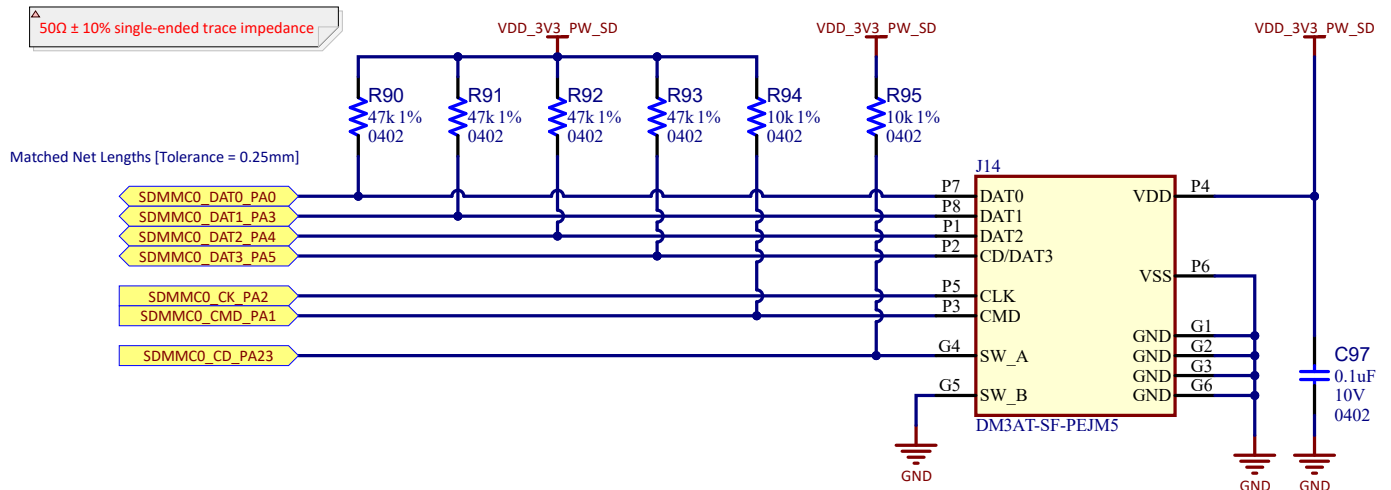 50Ω ± 10% single-ended trace impedance
VDD_3V3_PW_SD
VDD_3V3_PW_SD
VDD_3V3_PW_SD
R90
47k 1%
0402
R91
47k 1%
0402
R92
47k 1%
0402
R93
47k 1%
0402
R94
10k 1%
0402
R95
10k 1%
0402
Matched Net Lengths [Tolerance = 0.25mm]
SDMMC0_DAT0_PA0
SDMMC0_DAT1_PA3
SDMMC0_DAT2_PA4
SDMMC0_DAT3_PA5
SDMMC0_CK_PA2
SDMMC0_CMD_PA1
SDMMC0_CD_PA23
J14
P7 DAT0
P8 DAT1
P1 DAT2
P2 CD/DAT3
P5 CLK
P3 CMD
G4 SW_A
G5 SW_B
VDD P4
VSS P6
GND G1
GND G2
GND G3
GND G6
DM3AT-SF-PEJM5
C97
0.1uF
10V
0402
GND
GND
GND